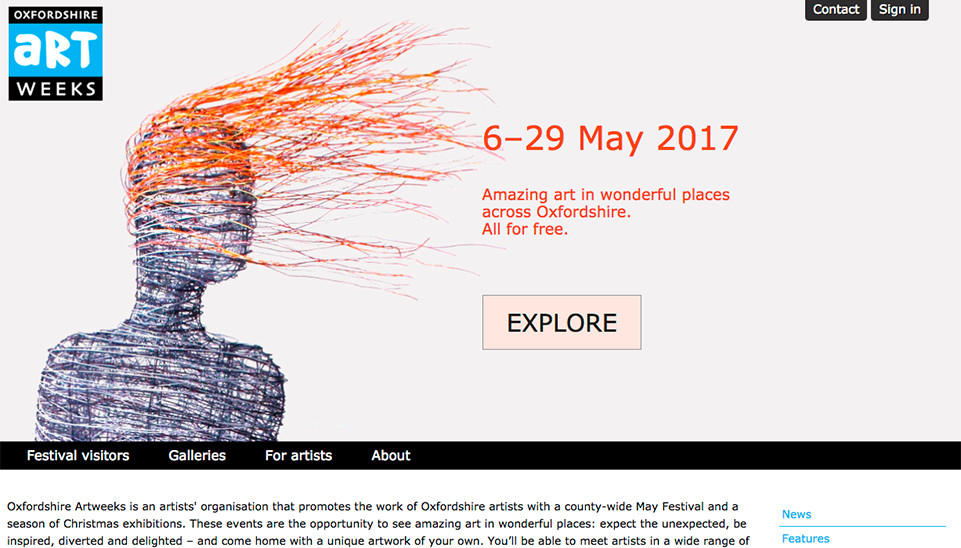 OXFORDSHIRE
aRT
WEEKS
Contact Sign in
6–29 May 2017
Amazing art in wonderful places
across Oxfordshire.
All for free.
EXPLORE
Festival visitors Galleries For artists About
Oxfordshire Artweeks is an artists' organisation that promotes the work of Oxfordshire artists with a county-wide May Festival and a
season of Christmas exhibitions. These events are the opportunity to see amazing art in wonderful places: expect the unexpected, be
inspired, diverted and delighted – and come home with a unique artwork of your own. You’ll be able to meet artists in a wide range of
News
Features